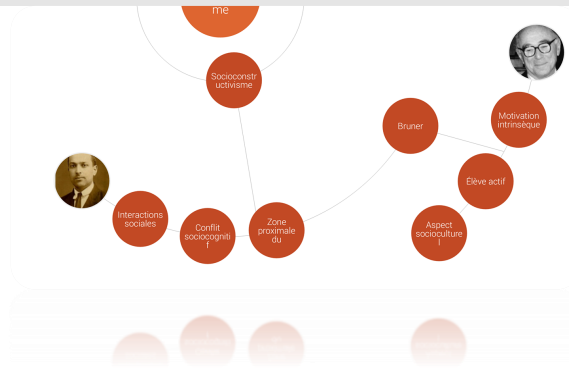 me
Socioconstr
uctivisme
Bruner
Motivation
intrinsèque
Élève actif
Interactions
sociales
Conflit
sociocogniti
f
Zone
proximale
du
Aspect
socioculture
l